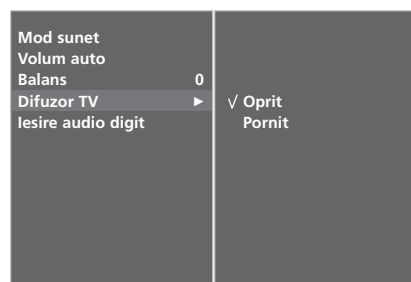 Mod sunet
Volum auto
Balans 0
Difuzor TV ►
Iesire audio digit
√ Oprit
Pornit